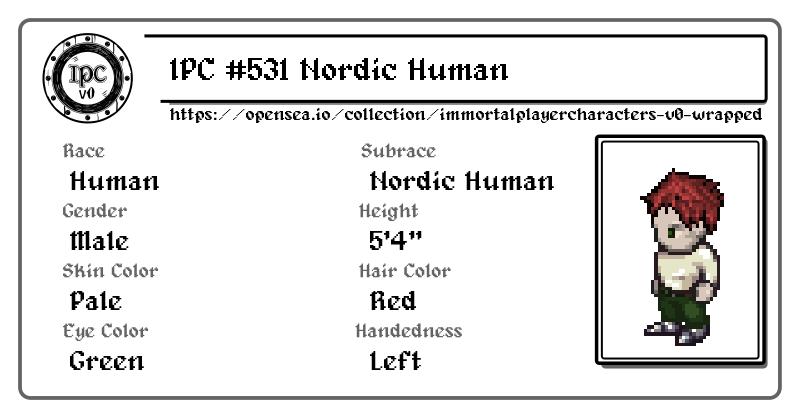 IPC v0
IPC #531 Nordic Human
https://opensea.io/collection/immortalplayercharacters-v0-wrapped
Race
Subrace
Human
Nordic Human
Gender
Height
Male
5'4"
Skin Color
Hair Color
Pale
Red
Eye Color
Handedness
Green
Left